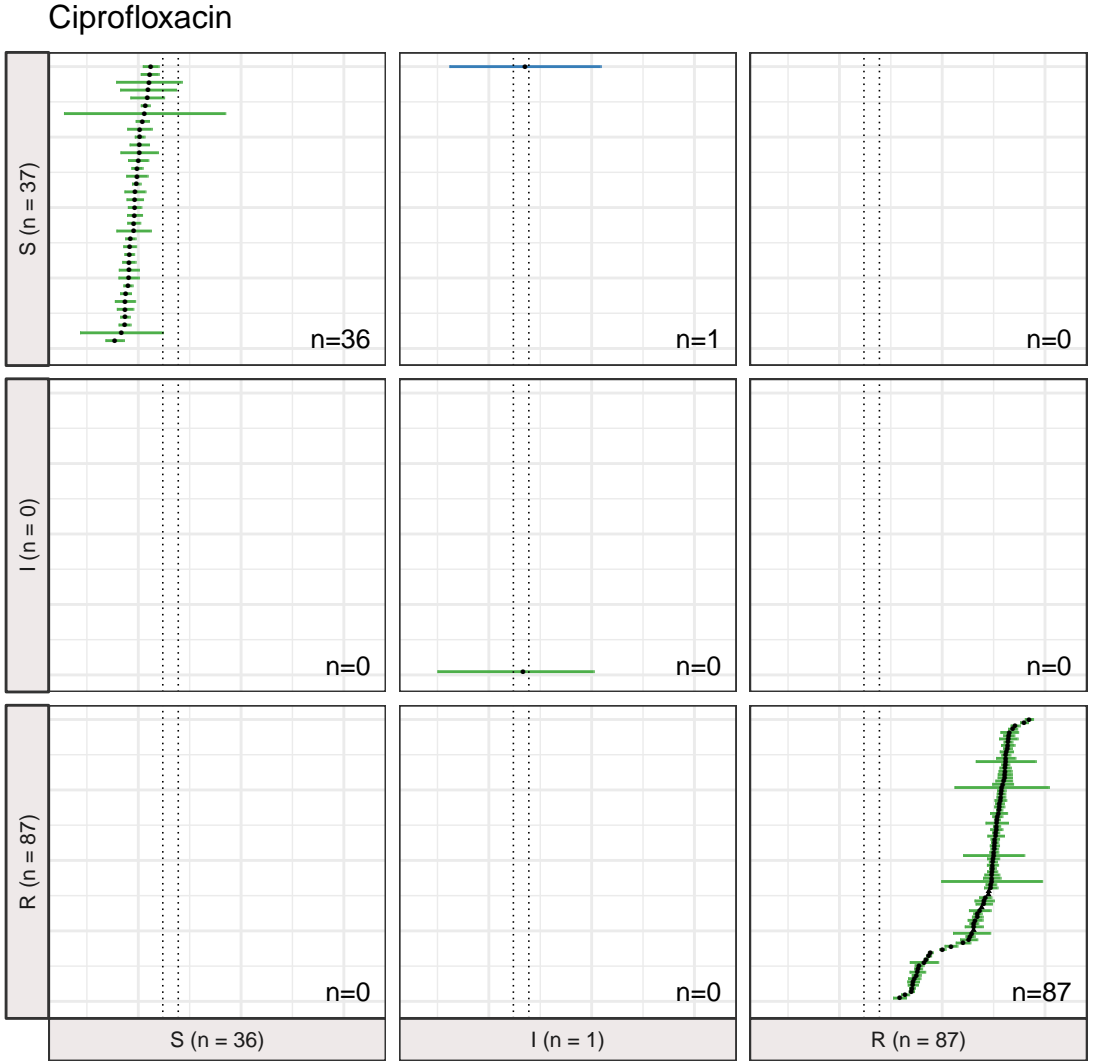 Ciprofloxacin
S (n = 37)
n=36
n=1
n=0
I (n = 0)
n=0
n=0
n=0
R (n = 87)
n=0
n=0
n=87
S (n = 36)
I (n = 1)
R (n = 87)